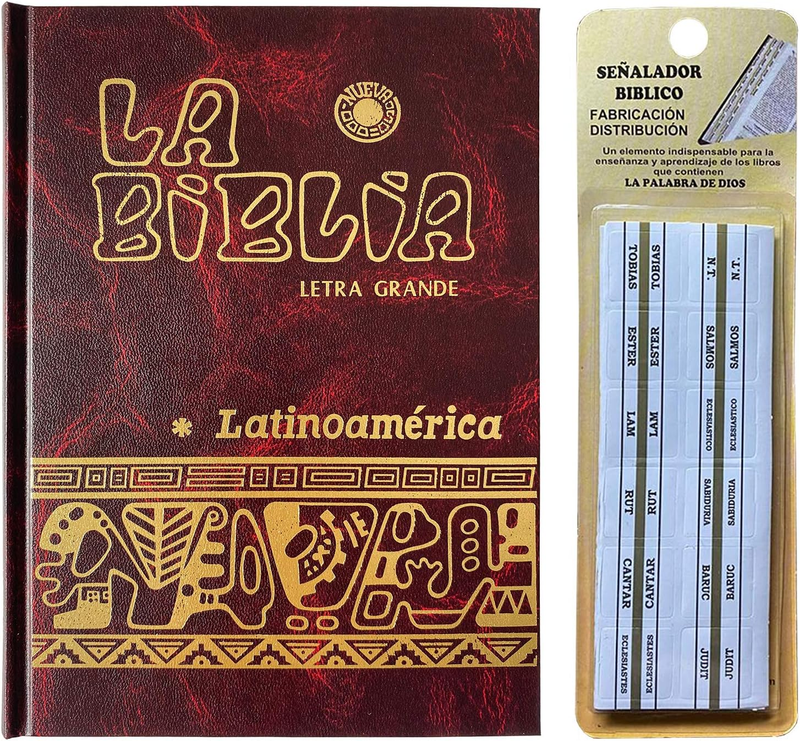 LA
BiBLiA
NUEVA
LETRA GRANDE
* Latinoamérica
SEÑALADOR
BIBLICO
FABRICACIÓN
DISTRIBUCIÓN
Un elemento indispensable para la
enseñanza y aprendizaje de los libros
que contienen
LA PALABRA DE DIOS
TOBIAS TOBIAS N.T. N.T.
ESTER ESTER SALMOS SALMOS
LAM LAM ECLESIASTICO ECLESIASTICO
RUT RUT SABIDURIA SABIDURIA
CANTAR CANTAR BARUC BARUC
ECLESIASTES ECLESIASTES JUDIT JUDIT